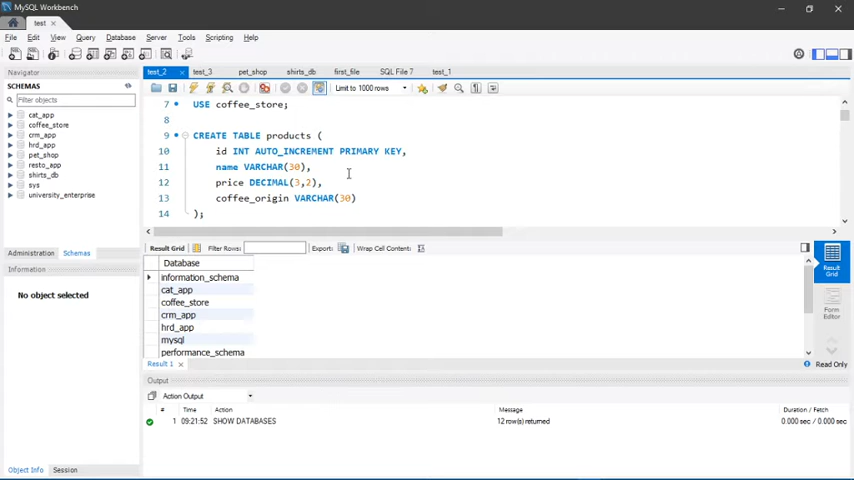 MySQL Workbench
test
File Edit View Query Database Server Tools Scripting Help
Navigator
SCHEMAS
Filter objects
cat_app
coffee_store
crm_app
hrd_app
pet_shop
resto_app
shirts_db
sys
university_enterprise
Administration Schemas
Information
No object selected
Object Info Session
test_2 test_3 pet_shop shirts_db first_file SQL File 7 test_1
Limit to 1000 rows
7 USE coffee_store;
8
9 CREATE TABLE products (
10 id INT AUTO_INCREMENT PRIMARY KEY,
11 name VARCHAR(30),
12 price DECIMAL(3,2),
13 coffee_origin VARCHAR(30)
14 );
Result Grid Filter Rows: Export: Wrap Cell Content:
Database
information_schema
cat_app
coffee_store
crm_app
hrd_app
mysql
performance_schema
Result Grid
Form Editor
Result 1 Read Only
Output
Action Output
# Time Action Message Duration / Fetch
1 09:21:52 SHOW DATABASES 12 row(s) returned 0.000 sec / 0.000 sec